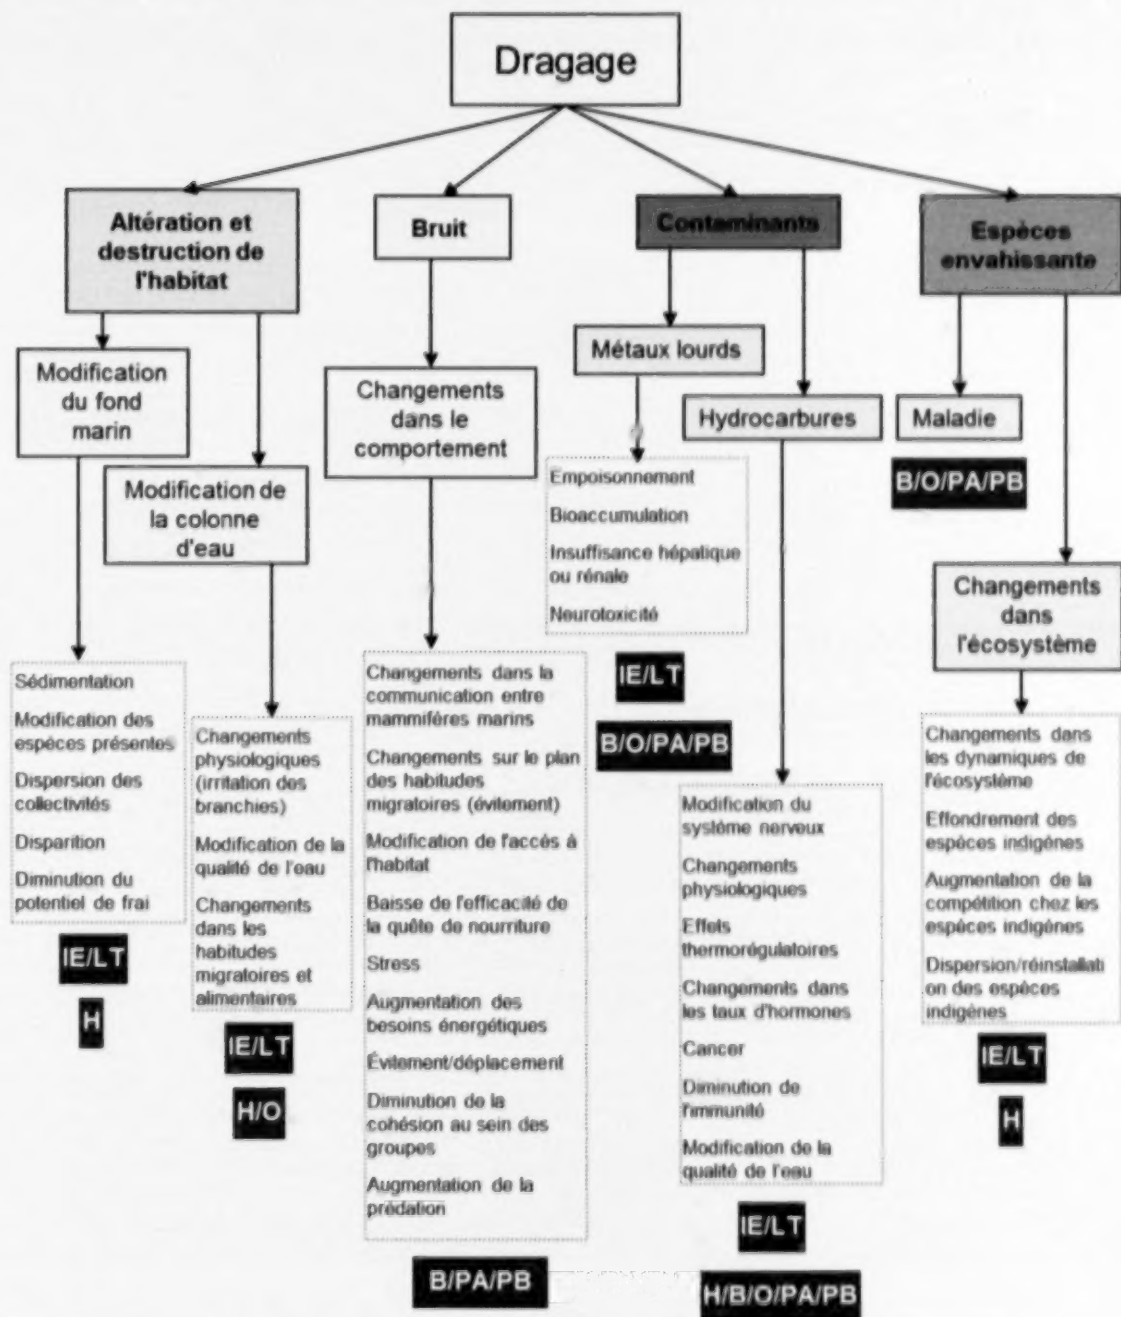 Dragage
Altération et
destruction de
l'habitat
Bruit
Contaminants
Espèces
envahissante
Modification
du fond
marin
Modification de
la colonne
d'eau
Changements
dans le
comportement
Métaux lourds
Hydrocarbures
Maladie
B/O/PA/PB
Changements
dans
l'écosystème
Sédimentation
Modification des
espèces présentes
Dispersion des
collectivités
Disparition
Diminution du
potentiel de frai
IE/LT
H
Changements
physiologiques
(irritation des
branchies)
Modification de la
qualité de l'eau
Changements
dans les
habitudes
migratoires et
alimentaires
IE/LT
H/O
Changements dans la
communication entre
mammifères marins
Changements sur le plan
des habitudes
migratoires (évitement)
Modification de l'accès à
l'habitat
Baisse de l'efficacité de
la quête de nourriture
Stress
Augmentation des
besoins énergétiques
Évitement/déplacement
Diminution de la
cohésion au sein des
groupes
Augmentation de la
prédation
B/PA/PB
Empoisonnement
Bioaccumulation
Insuffisance hépatique
ou rénale
Neurotoxicité
IE/LT
B/O/PA/PB
Modification du
système nerveux
Changements
physiologiques
Effets
thermorégulatoires
Changements dans
les taux d'hormones
Cancer
Diminution de
l'immunité
Modification de la
qualité de l'eau
IE/LT
H/B/O/PA/PB
Changements dans
les dynamiques de
l'écosystème
Effondrement des
espèces indigènes
Augmentation de la
compétition chez les
espèces indigènes
Dispersion/réinstallati
on des espèces
indigènes
IE/LT
H